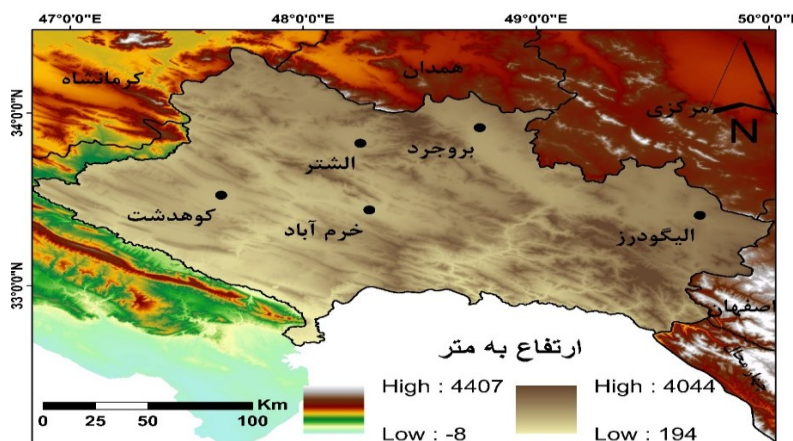 47°0'0"E 48°0'0"E 49°0'0"E 50°0'0"E
34°0'0"N
33°0'0"N
کرمانشاه
همدان
مرکزی
N
بروجرد
الشتر
کوهدشت
خرم آباد
الیگودرز
اصفهان
ارتفاع به متر
High : 4407
Low : -8
High : 4044
Low : 194
Km
0 25 50 100